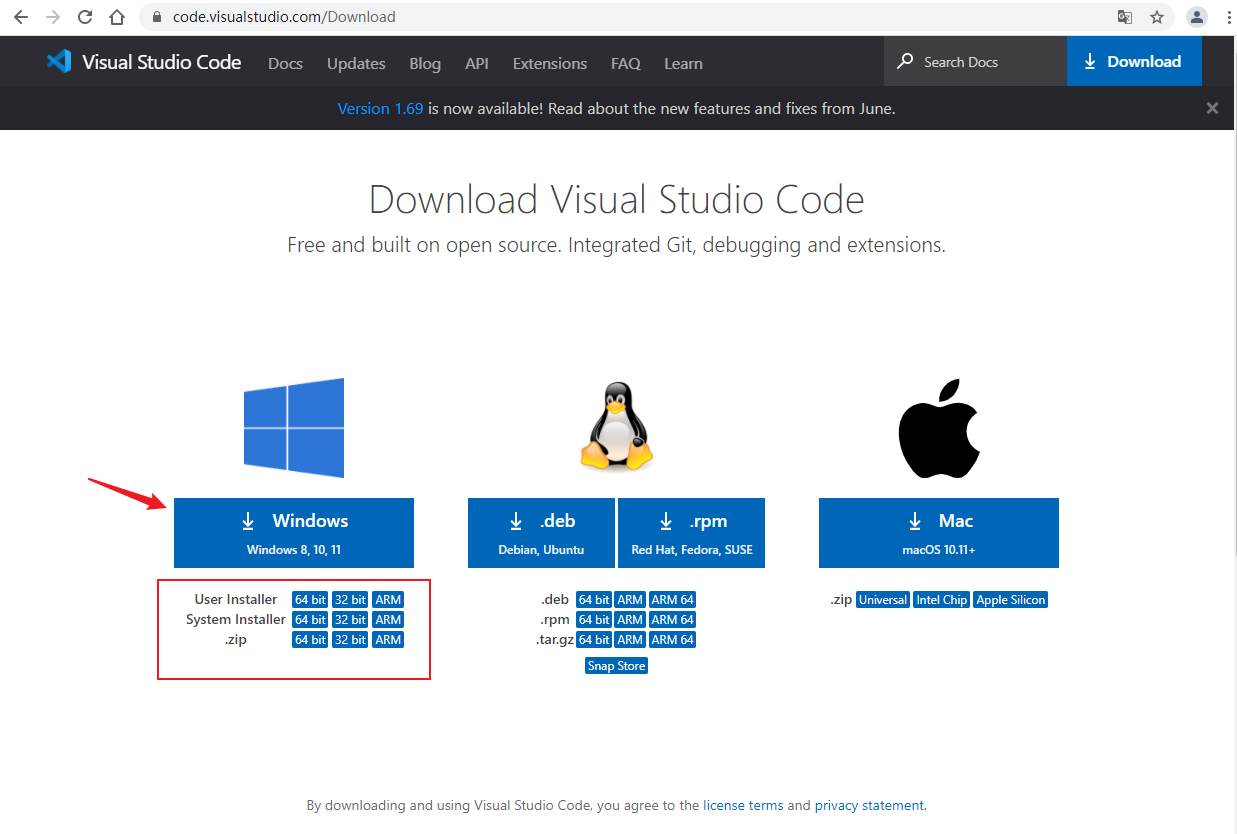 code.visualstudio.com/Download
Visual Studio Code Docs Updates Blog API Extensions FAQ Learn Search Docs Download
Version 1.69 is now available! Read about the new features and fixes from June.
Download Visual Studio Code
Free and built on open source. Integrated Git, debugging and extensions.
Windows
Windows 8, 10, 11
User Installer 64 bit 32 bit ARM
System Installer 64 bit 32 bit ARM
.zip 64 bit 32 bit ARM
.deb
Debian, Ubuntu
.rpm
Red Hat, Fedora, SUSE
.deb 64 bit ARM ARM 64
.rpm 64 bit ARM ARM 64
.tar.gz 64 bit ARM ARM 64
Snap Store
Mac
macOS 10.11+
.zip Universal Intel Chip Apple Silicon
By downloading and using Visual Studio Code, you agree to the license terms and privacy statement.